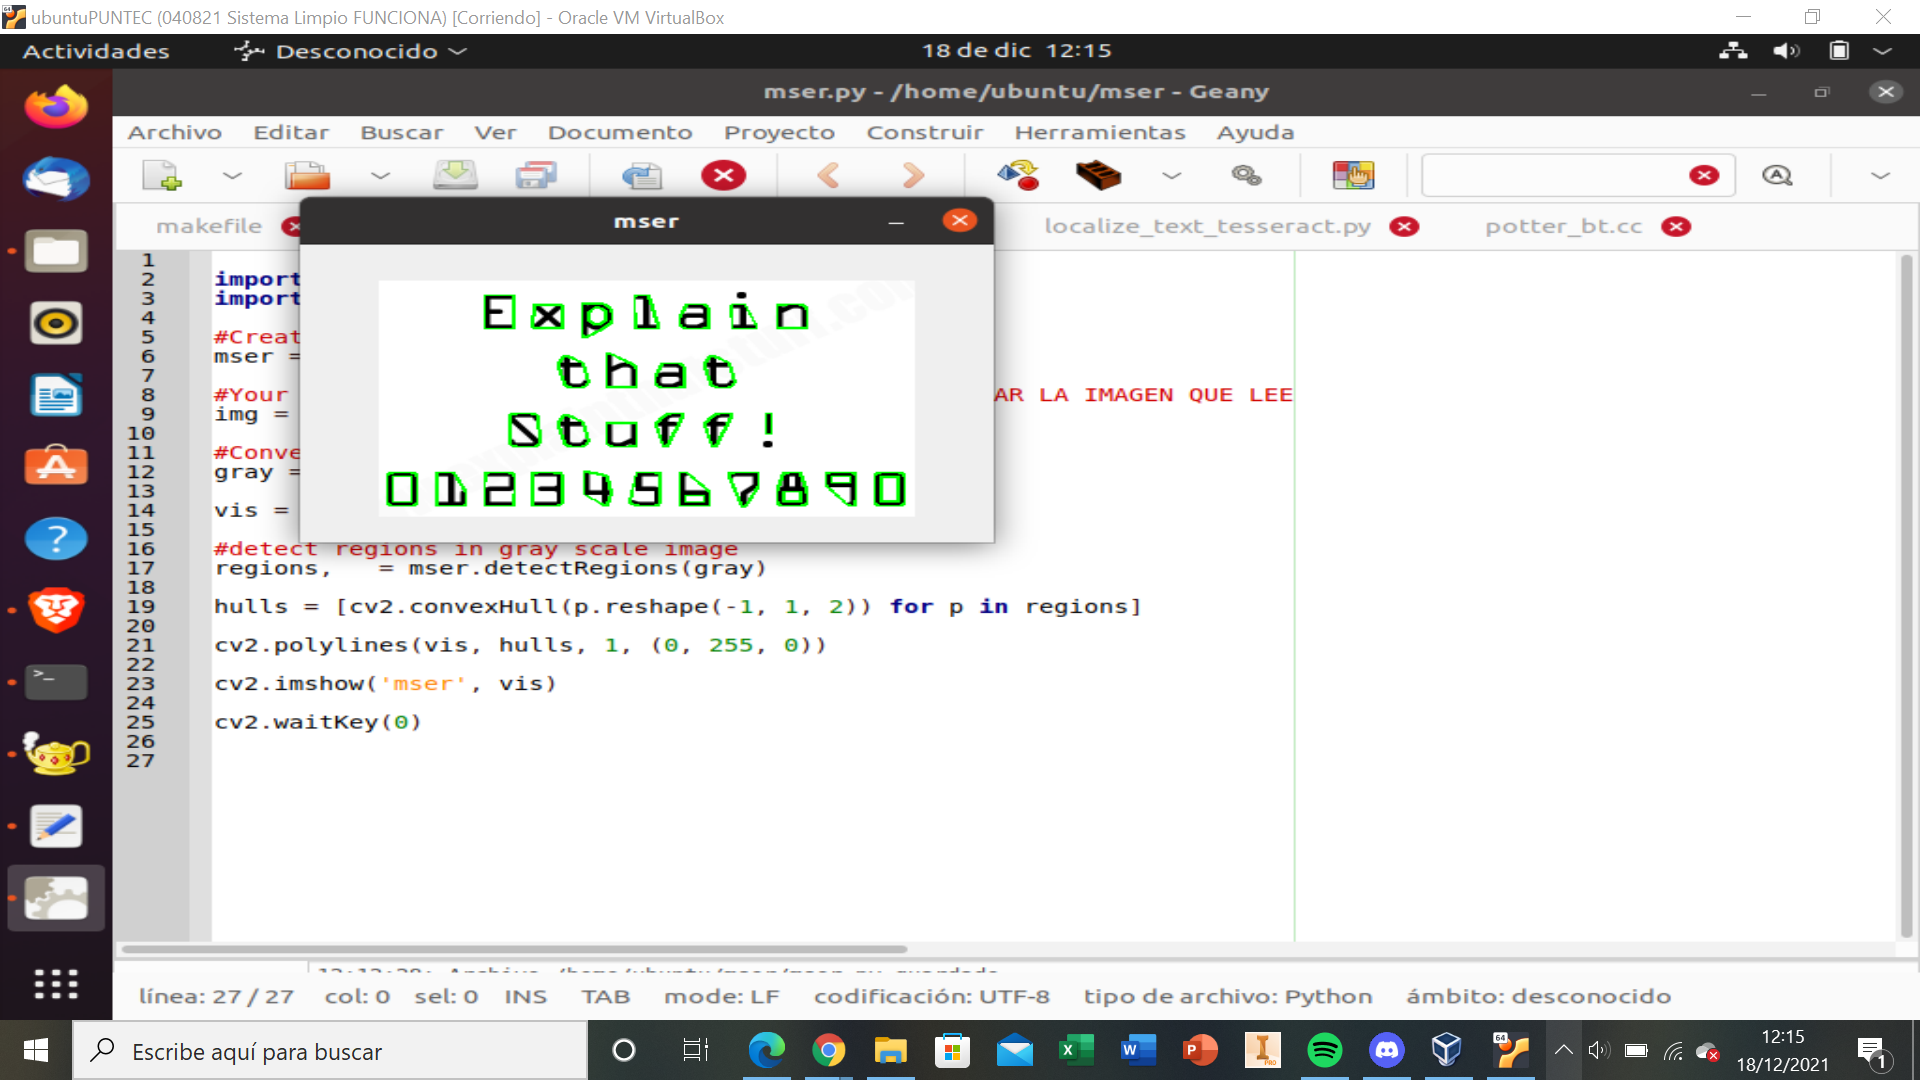 ubuntuPUNTEC (040821 Sistema Limpio FUNCIONA) [Corriendo] - Oracle VM VirtualBox
Actividades Desconocido 18 de dic 12:15
mser.py - /home/ubuntu/mser - Geany
Archivo Editar Buscar Ver Documento Proyecto Construir Herramientas Ayuda
makefile localize_text_tesseract.py potter_bt.cc
mser
Explain
that
Stuff!
01234567890
1
2 import
3 import
4
5 #Creat
6 mser =
7
8 #Your AR LA IMAGEN QUE LEE
9 img =
10
11 #Conve
12 gray =
13
14 vis =
15
16 #detect regions in gray scale image
17 regions, = mser.detectRegions(gray)
18
19 hulls = [cv2.convexHull(p.reshape(-1, 1, 2)) for p in regions]
20
21 cv2.polylines(vis, hulls, 1, (0, 255, 0))
22
23 cv2.imshow('mser', vis)
24
25 cv2.waitKey(0)
26
27
línea: 27 / 27 col: 0 sel: 0 INS TAB mode: LF codificación: UTF-8 tipo de archivo: Python ámbito: desconocido
Escribe aquí para buscar
12:15
18/12/2021
1